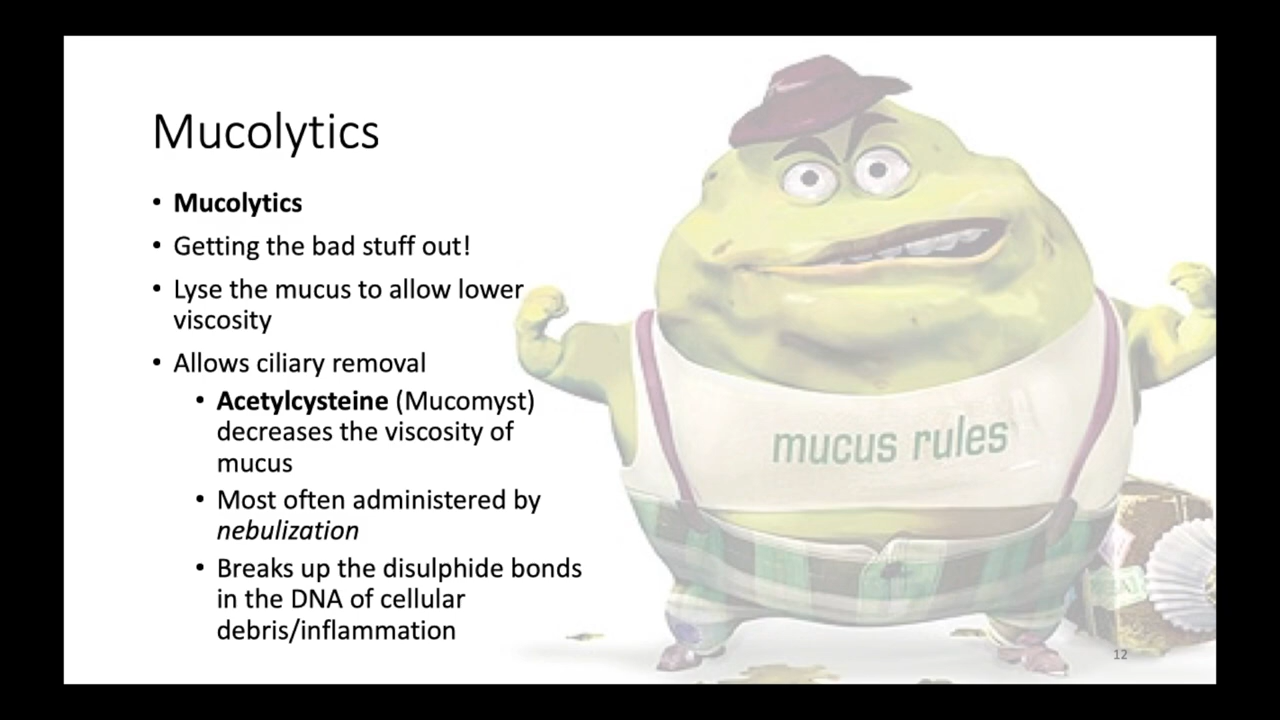 Mucolytics
• Mucolytics
• Getting the bad stuff out!
• Lyse the mucus to allow lower
viscosity
• Allows ciliary removal
• Acetylcysteine (Mucomyst)
decreases the viscosity of
mucus
• Most often administered by
nebulization
• Breaks up the disulphide bonds
in the DNA of cellular
debris/inflammation
mucus rules
12